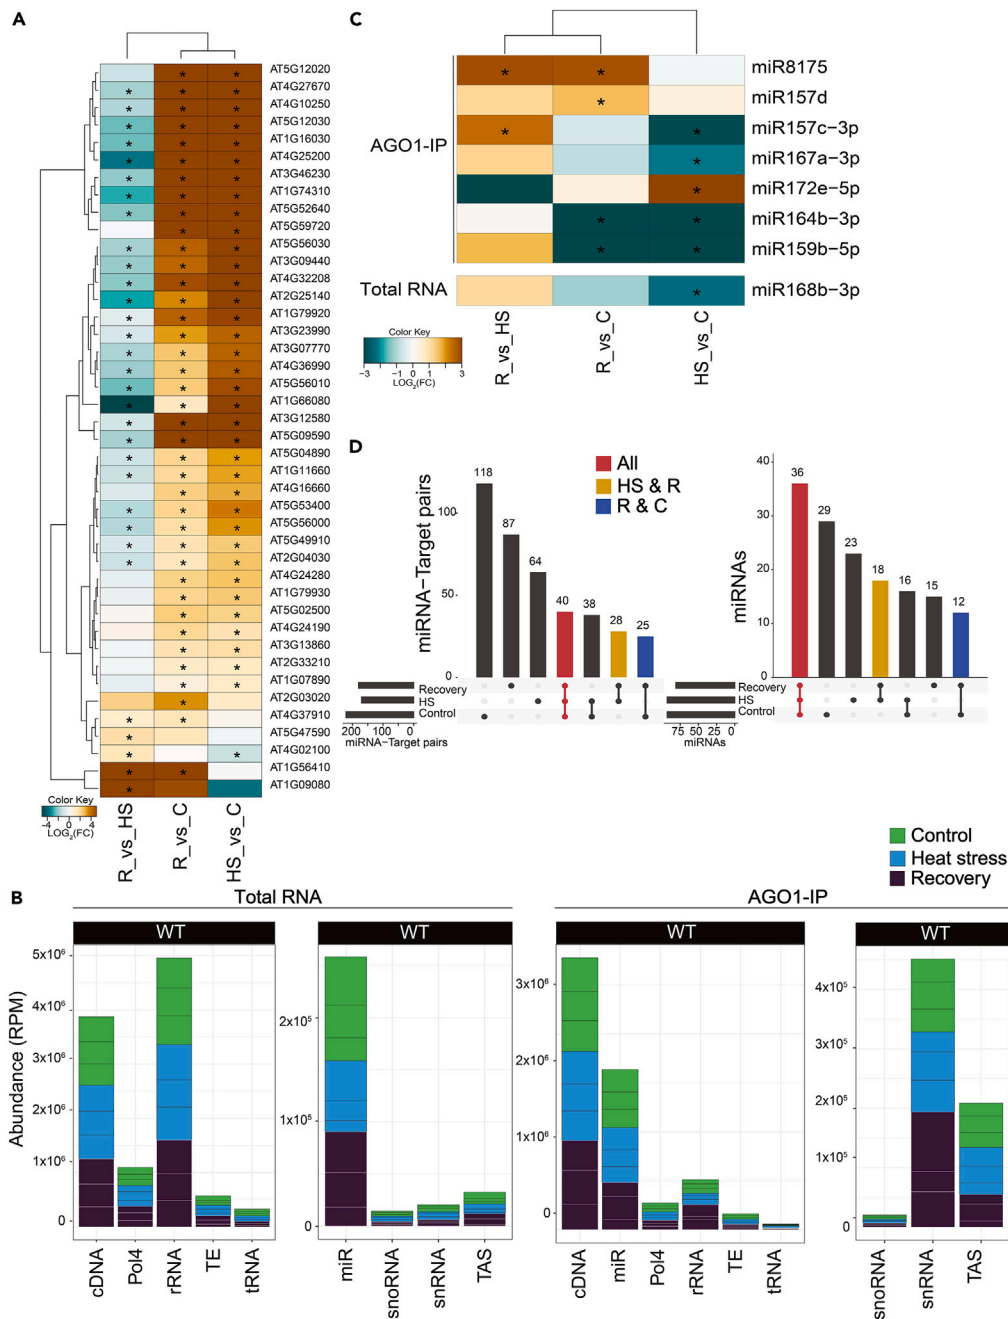 A
AT5G12020
AT4G27670
AT4G10250
AT5G12030
AT1G16030
AT4G25200
AT3G46230
AT1G74310
AT5G52640
AT5G59720
AT5G56030
AT3G09440
AT4G32208
AT2G25140
AT1G79920
AT3G23990
AT3G07770
AT4G36990
AT5G56010
AT1G66080
AT3G12580
AT5G09590
AT5G04890
AT1G11660
AT4G16660
AT5G53400
AT5G56000
AT5G49910
AT2G04030
AT4G24280
AT1G79930
AT5G02500
AT4G24190
AT3G13860
AT2G33210
AT1G07890
AT2G03020
AT4G37910
AT5G47590
AT4G02100
AT1G56410
AT1G09080
Color Key
-4 0 2 4
LOG2(FC)
R_vs_HS
R_vs_C
HS_vs_C
C
AGO1-IP
miR8175
miR157d
miR157c-3p
miR167a-3p
miR172e-5p
miR164b-3p
miR159b-5p
Total RNA
miR168b-3p
Color Key
-3 -1 0 1 3
LOG2(FC)
R_vs_HS
R_vs_C
HS_vs_C
D
All
HS & R
R & C
miRNA-Target pairs
100
50
0
118
87
64
40
38
28
25
Recovery
HS
Control
200 100 0
miRNA-Target pairs
miRNAs
40
30
20
10
0
36
29
23
18
16
15
12
Recovery
HS
Control
75 50 25 0
miRNAs
Control
Heat stress
Recovery
B
Total RNA
AGO1-IP
WT
WT
WT
WT
Abundance (RPM)
5x10⁶
4x10⁶
3x10⁶
2x10⁶
1x10⁶
0
cDNA
Pol4
rRNA
TE
tRNA
2x10⁵
1x10⁵
0
miR
snoRNA
snRNA
TAS
3x10⁶
2x10⁶
1x10⁶
0
cDNA
miR
Pol4
rRNA
TE
tRNA
4x10⁵
3x10⁵
2x10⁵
1x10⁵
0
snoRNA
snRNA
TAS